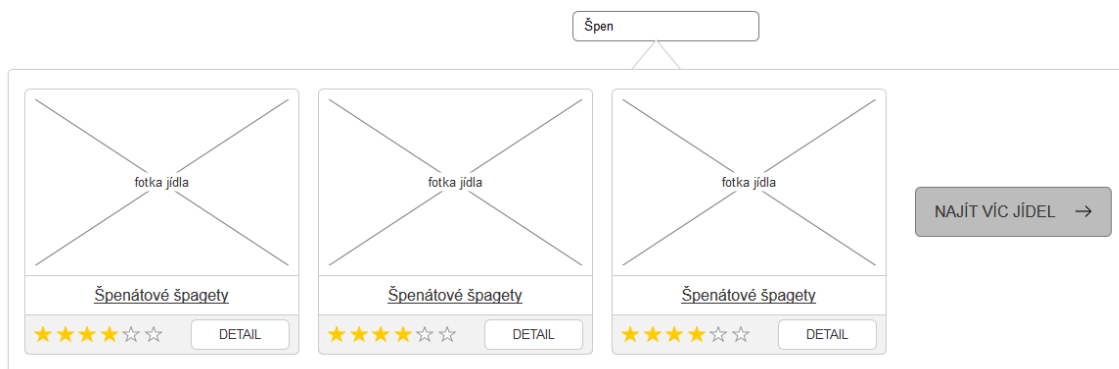 Špen
fotka jídla
fotka jídla
fotka jídla
NAJÍT VÍC JÍDEL
Špenátové špagety
Špenátové špagety
Špenátové špagety
DETAIL
DETAIL
DETAIL